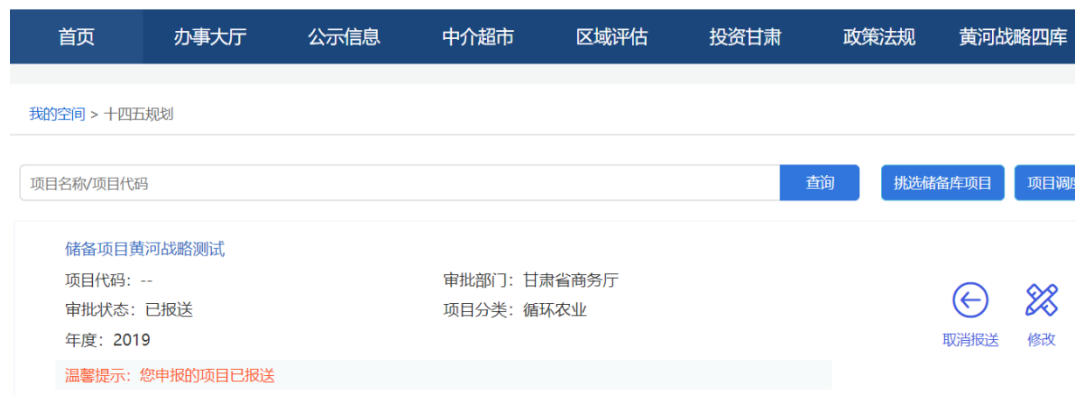 首页 办事大厅 公示信息 中介超市 区域评估 投资甘肃 政策法规 黄河战略四库
我的空间 > 十四五规划
项目名称/项目代码 查询 挑选储备库项目 项目调
储备项目黄河战略测试
项目代码：-- 审批部门：甘肃省商务厅
审批状态：已报送 项目分类：循环农业
年度：2019
取消报送 修改
温馨提示：您申报的项目已报送